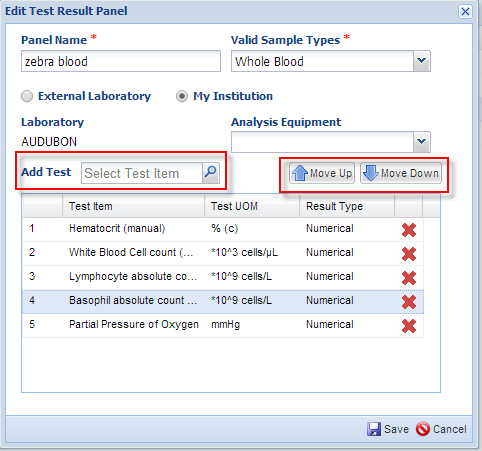 Edit Test Result Panel
Panel Name * Valid Sample Types *
zebra blood Whole Blood
External Laboratory My Institution
Laboratory Analysis Equipment
AUDUBON
Add Test Select Test Item Move Up Move Down
Test Item Test UOM Result Type
1 Hematocrit (manual) % (c) Numerical
2 White Blood Cell count (... *10^3 cells/µL Numerical
3 Lymphocyte absolute co... *10^9 cells/L Numerical
4 Basophil absolute count ... *10^9 cells/L Numerical
5 Partial Pressure of Oxygen mmHg Numerical
Save Cancel